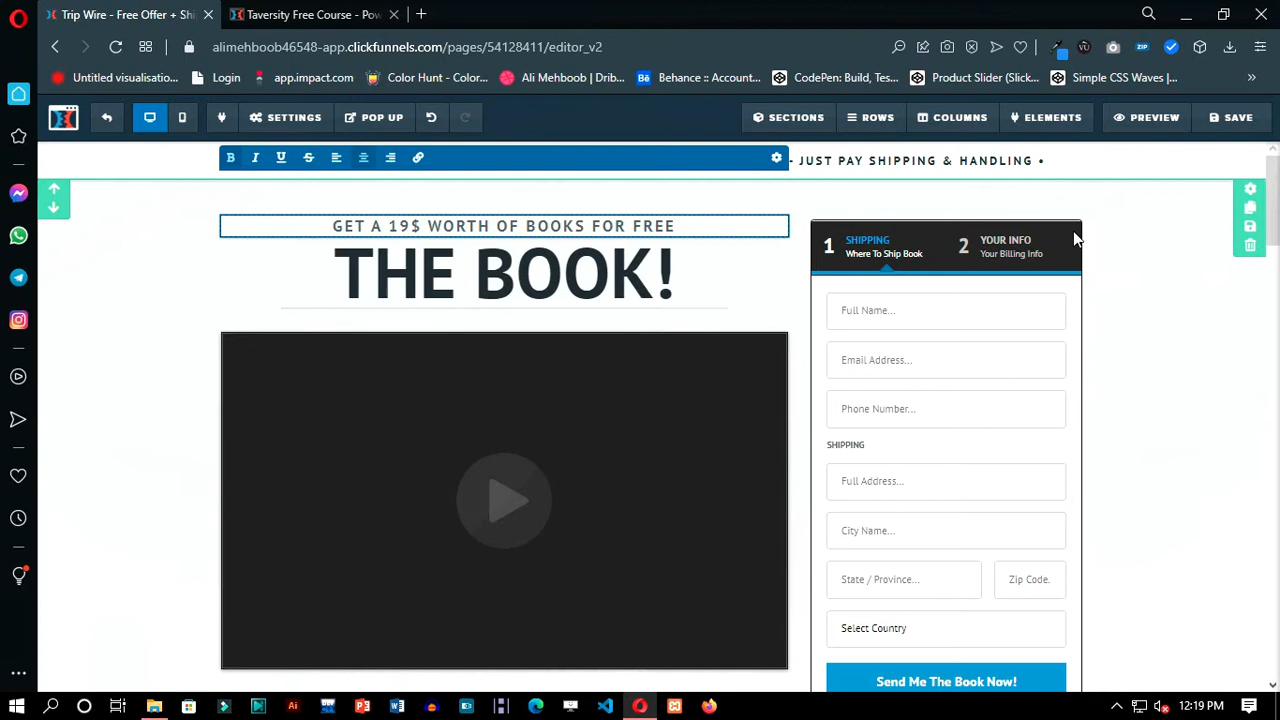 Trip Wire - Free Offer + Shi
Taversity Free Course - Pow
alimehboob46548-app.clickfunnels.com/pages/54128411/editor_v2
Untitled visualisatio...
Login
app.impact.com
Color Hunt - Color...
Ali Mehboob | Drib...
Bē
Behance :: Account...
CodePen: Build, Tes...
Product Slider (Slick...
Simple CSS Waves |...
SETTINGS
POP UP
SECTIONS
ROWS
COLUMNS
ELEMENTS
PREVIEW
SAVE
B I U S
- JUST PAY SHIPPING & HANDLING •
GET A 19$ WORTH OF BOOKS FOR FREE
THE BOOK!
1 SHIPPING
Where To Ship Book
2 YOUR INFO
Your Billing Info
Full Name...
Email Address...
Phone Number...
SHIPPING
Full Address...
City Name...
State / Province...
Zip Code.
Select Country
Send Me The Book Now!
12:19 PM